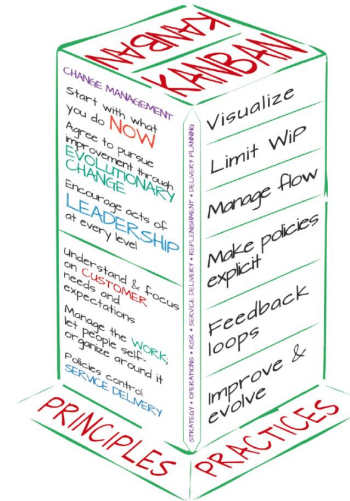 KANBAN
KANBAN
CHANGE MANAGEMENT
Start with what
you do NOW
Agree to pursue
improvement through
EVOLUTIONARY
CHANGE
Encourage acts of
LEADERSHIP
at every level
Understand & focus
on CUSTOMER
needs and
expectations
Manage the WORK,
let people self-
organize around it
Policies control
SERVICE DELIVERY
STRATEGY • OPERATIONS • RISK • SERVICE DELIVERY • REPLENISHMENT • DELIVERY PLANNING
Visualize
Limit WiP
Manage flow
Make policies
explicit
Feedback
loops
Improve &
evolve
PRINCIPLES
PRACTICES